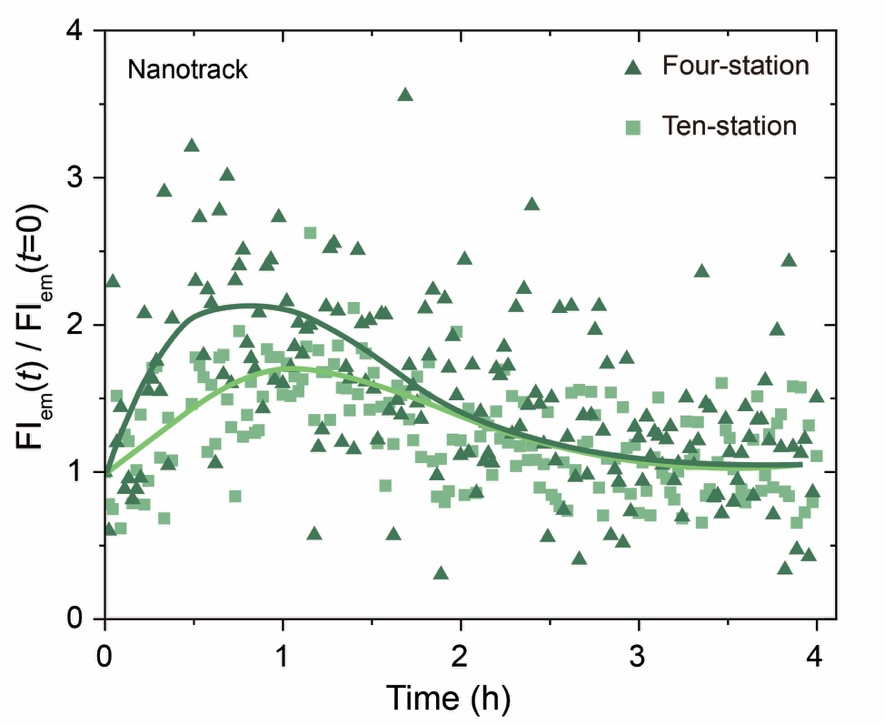 4
3
2
1
0
0 1 2 3 4
Nanotrack
Four-station
Ten-station
FI_em(t) / FI_em(t=0)
Time (h)